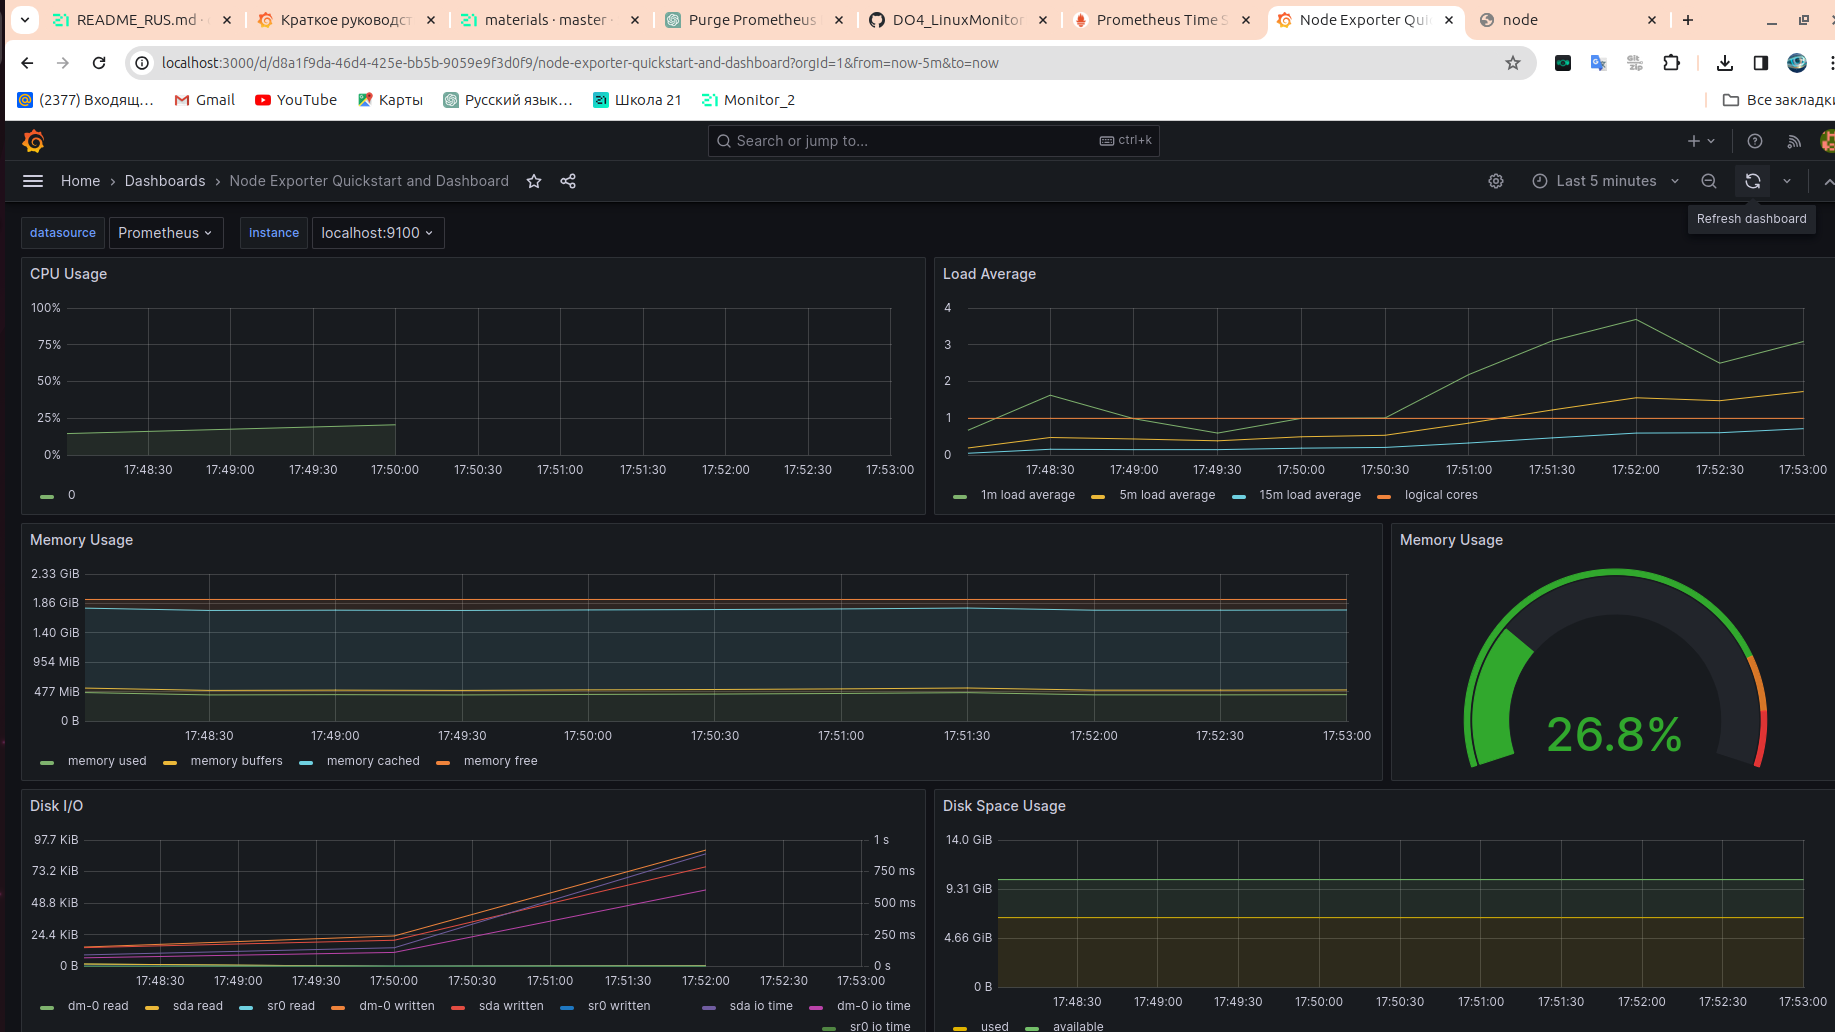 README_RUS.md ·
Краткое руководст
materials · master ·
Purge Prometheus
DO4_LinuxMonitor
Prometheus Time S
Node Exporter Qui
node
localhost:3000/d/d8a1f9da-46d4-425e-bb5b-9059e9f3d0f9/node-exporter-quickstart-and-dashboard?orgId=1&from=now-5m&to=now
(2377) Входящ…
Gmail
YouTube
Карты
Русский язык…
Школа 21
Monitor_2
Все закладки
Search or jump to...
ctrl+k
Home › Dashboards › Node Exporter Quickstart and Dashboard
Last 5 minutes
Refresh dashboard
datasource Prometheus
instance localhost:9100
CPU Usage
100%
75%
50%
25%
0%
17:48:30 17:49:00 17:49:30 17:50:00 17:50:30 17:51:00 17:51:30 17:52:00 17:52:30 17:53:00
0
Load Average
4
3
2
1
0
17:48:30 17:49:00 17:49:30 17:50:00 17:50:30 17:51:00 17:51:30 17:52:00 17:52:30 17:53:00
1m load average 5m load average 15m load average logical cores
Memory Usage
2.33 GiB
1.86 GiB
1.40 GiB
954 MiB
477 MiB
0 B
17:48:30 17:49:00 17:49:30 17:50:00 17:50:30 17:51:00 17:51:30 17:52:00 17:52:30 17:53:00
memory used memory buffers memory cached memory free
Memory Usage
26.8%
Disk I/O
97.7 KiB
73.2 KiB
48.8 KiB
24.4 KiB
0 B
1 s
750 ms
500 ms
250 ms
0 s
17:48:30 17:49:00 17:49:30 17:50:00 17:50:30 17:51:00 17:51:30 17:52:00 17:52:30 17:53:00
dm-0 read sda read sr0 read dm-0 written sda written sr0 written sda io time dm-0 io time
sr0 io time
Disk Space Usage
14.0 GiB
9.31 GiB
4.66 GiB
0 B
17:48:30 17:49:00 17:49:30 17:50:00 17:50:30 17:51:00 17:51:30 17:52:00 17:52:30 17:53:00
used available